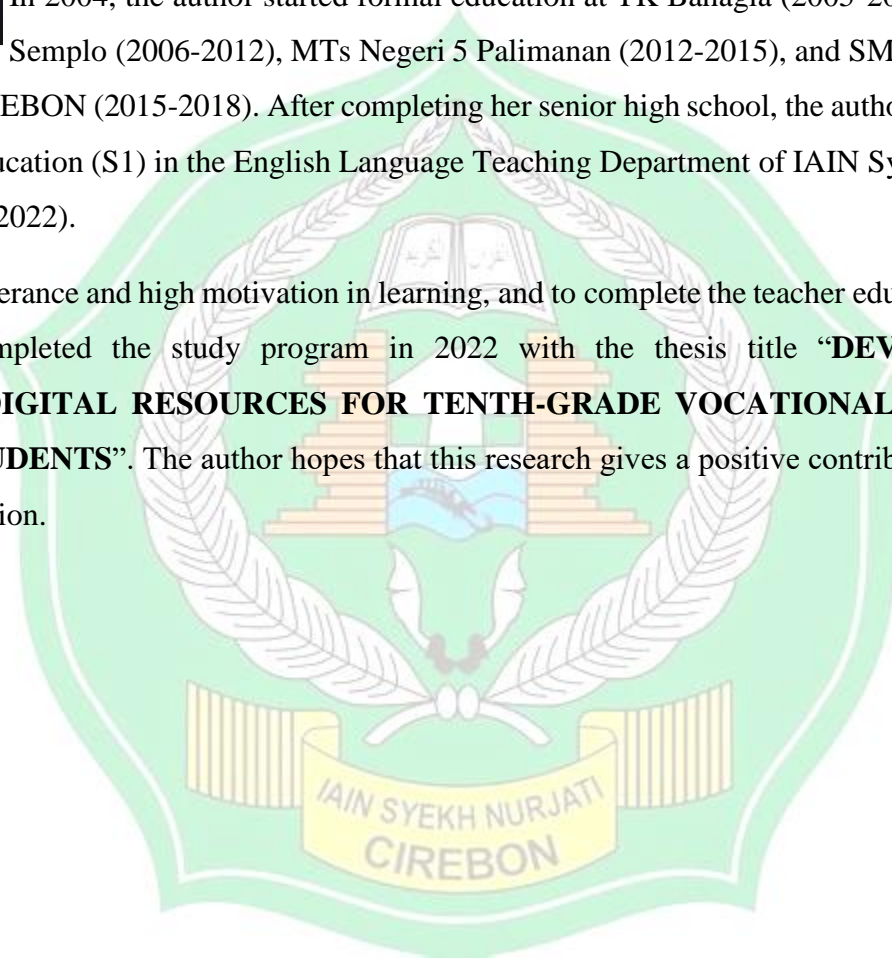 In 2004, the author started formal education at TK Bahagia (2005-20
Semplo (2006-2012), MTs Negeri 5 Palimanan (2012-2015), and SM
EBON (2015-2018). After completing her senior high school, the autho
ucation (S1) in the English Language Teaching Department of IAIN Sy
2022).
erance and high motivation in learning, and to complete the teacher edu
mpleted the study program in 2022 with the thesis title “DEV
DIGITAL RESOURCES FOR TENTH-GRADE VOCATIONAL
UDENTS”. The author hopes that this research gives a positive contrib
ion.
IAIN SYEKH NURJATI
CIREBON